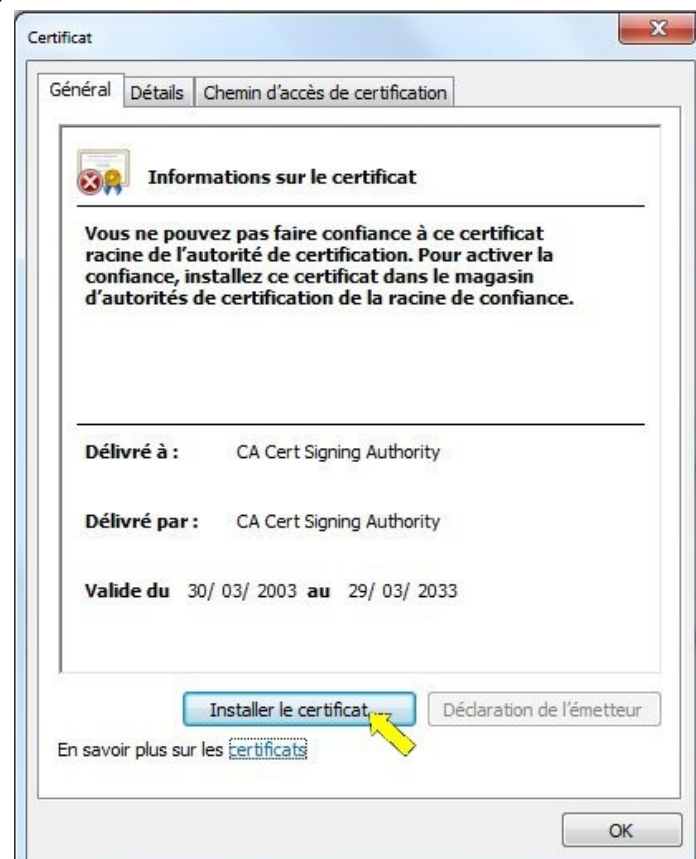 Certificat
Général Détails Chemin d'accès de certification
Informations sur le certificat
Vous ne pouvez pas faire confiance à ce certificat
racine de l'autorité de certification. Pour activer la
confiance, installez ce certificat dans le magasin
d'autorités de certification de la racine de confiance.
Délivré à : CA Cert Signing Authority
Délivré par : CA Cert Signing Authority
Valide du 30/ 03/ 2003 au 29/ 03/ 2033
Installer le certificat... Déclaration de l'émetteur
En savoir plus sur les certificats
OK